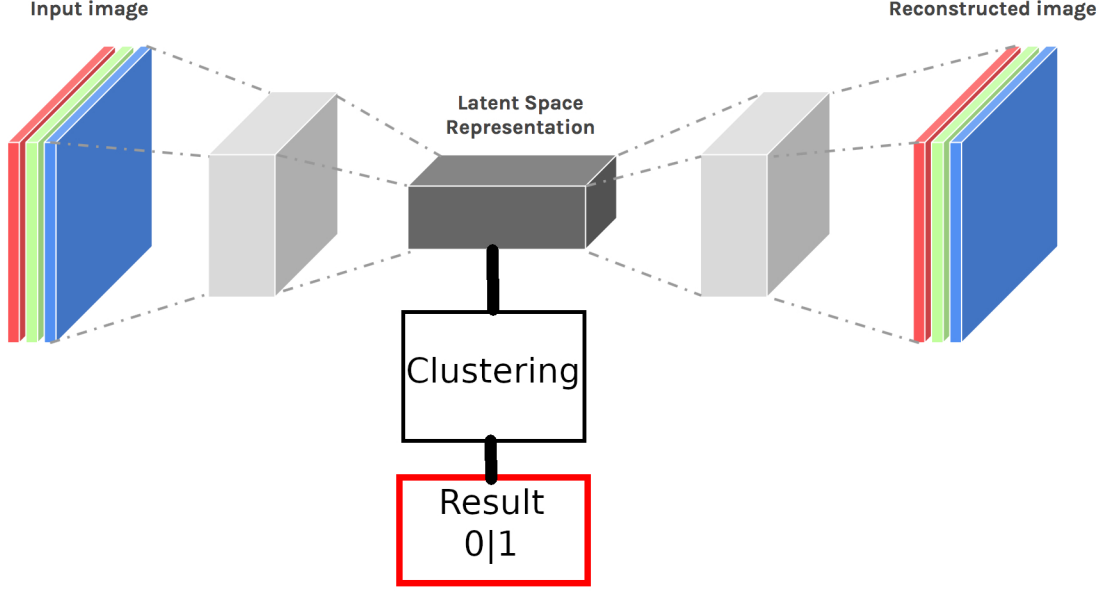 Input image
Reconstructed image
Latent Space
Representation
Clustering
Result
0|1